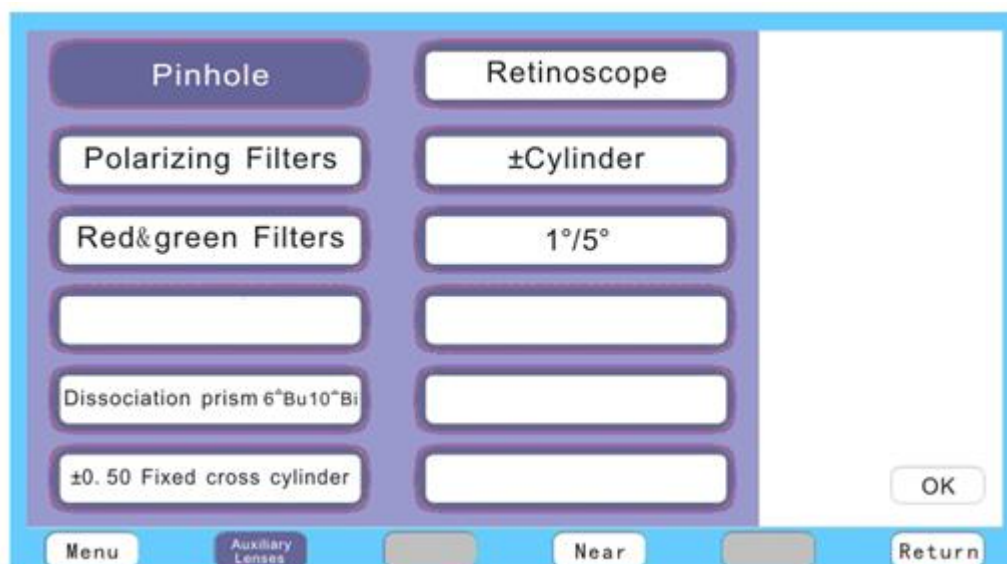 Pinhole
Retinoscope
Polarizing Filters
±Cylinder
Red&green Filters
1°/5°
Dissociation prism 6^Bu10^Bi
±0.50 Fixed cross cylinder
OK
Menu
Auxiliary
Lenses
Near
Return